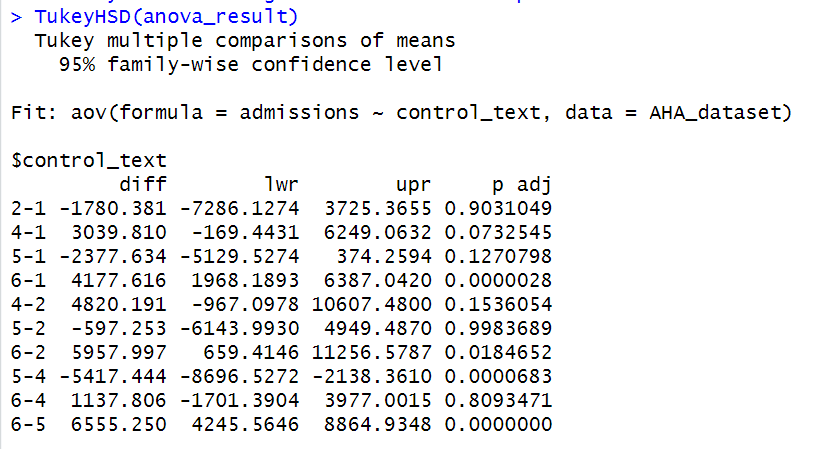 > TukeyHSD(anova_result)
  Tukey multiple comparisons of means
    95% family-wise confidence level

Fit: aov(formula = admissions ~ control_text, data = AHA_dataset)

$control_text
         diff        lwr        upr     p adj
2-1 -1780.381 -7286.1274  3725.3655 0.9031049
4-1  3039.810  -169.4431  6249.0632 0.0732545
5-1 -2377.634 -5129.5274   374.2594 0.1270798
6-1  4177.616  1968.1893  6387.0420 0.0000028
4-2  4820.191  -967.0978 10607.4800 0.1536054
5-2  -597.253 -6143.9930  4949.4870 0.9983689
6-2  5957.997   659.4146 11256.5787 0.0184652
5-4 -5417.444 -8696.5272 -2138.3610 0.0000683
6-4  1137.806 -1701.3904  3977.0015 0.8093471
6-5  6555.250  4245.5646  8864.9348 0.0000000